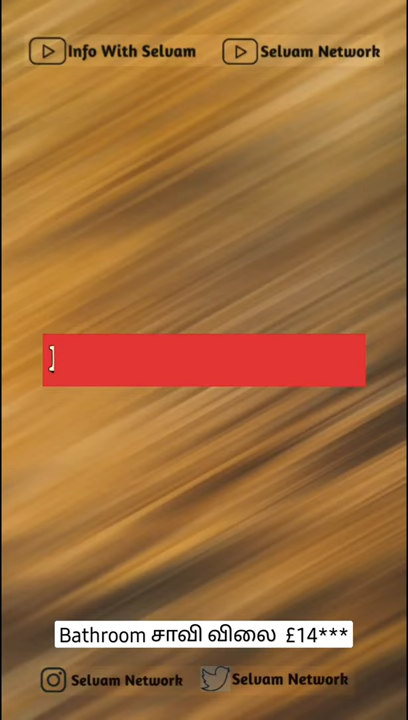 Info With Selvam Selvam Network
]
Bathroom சாவி விலை £14***
Selvam Network Selvam Network